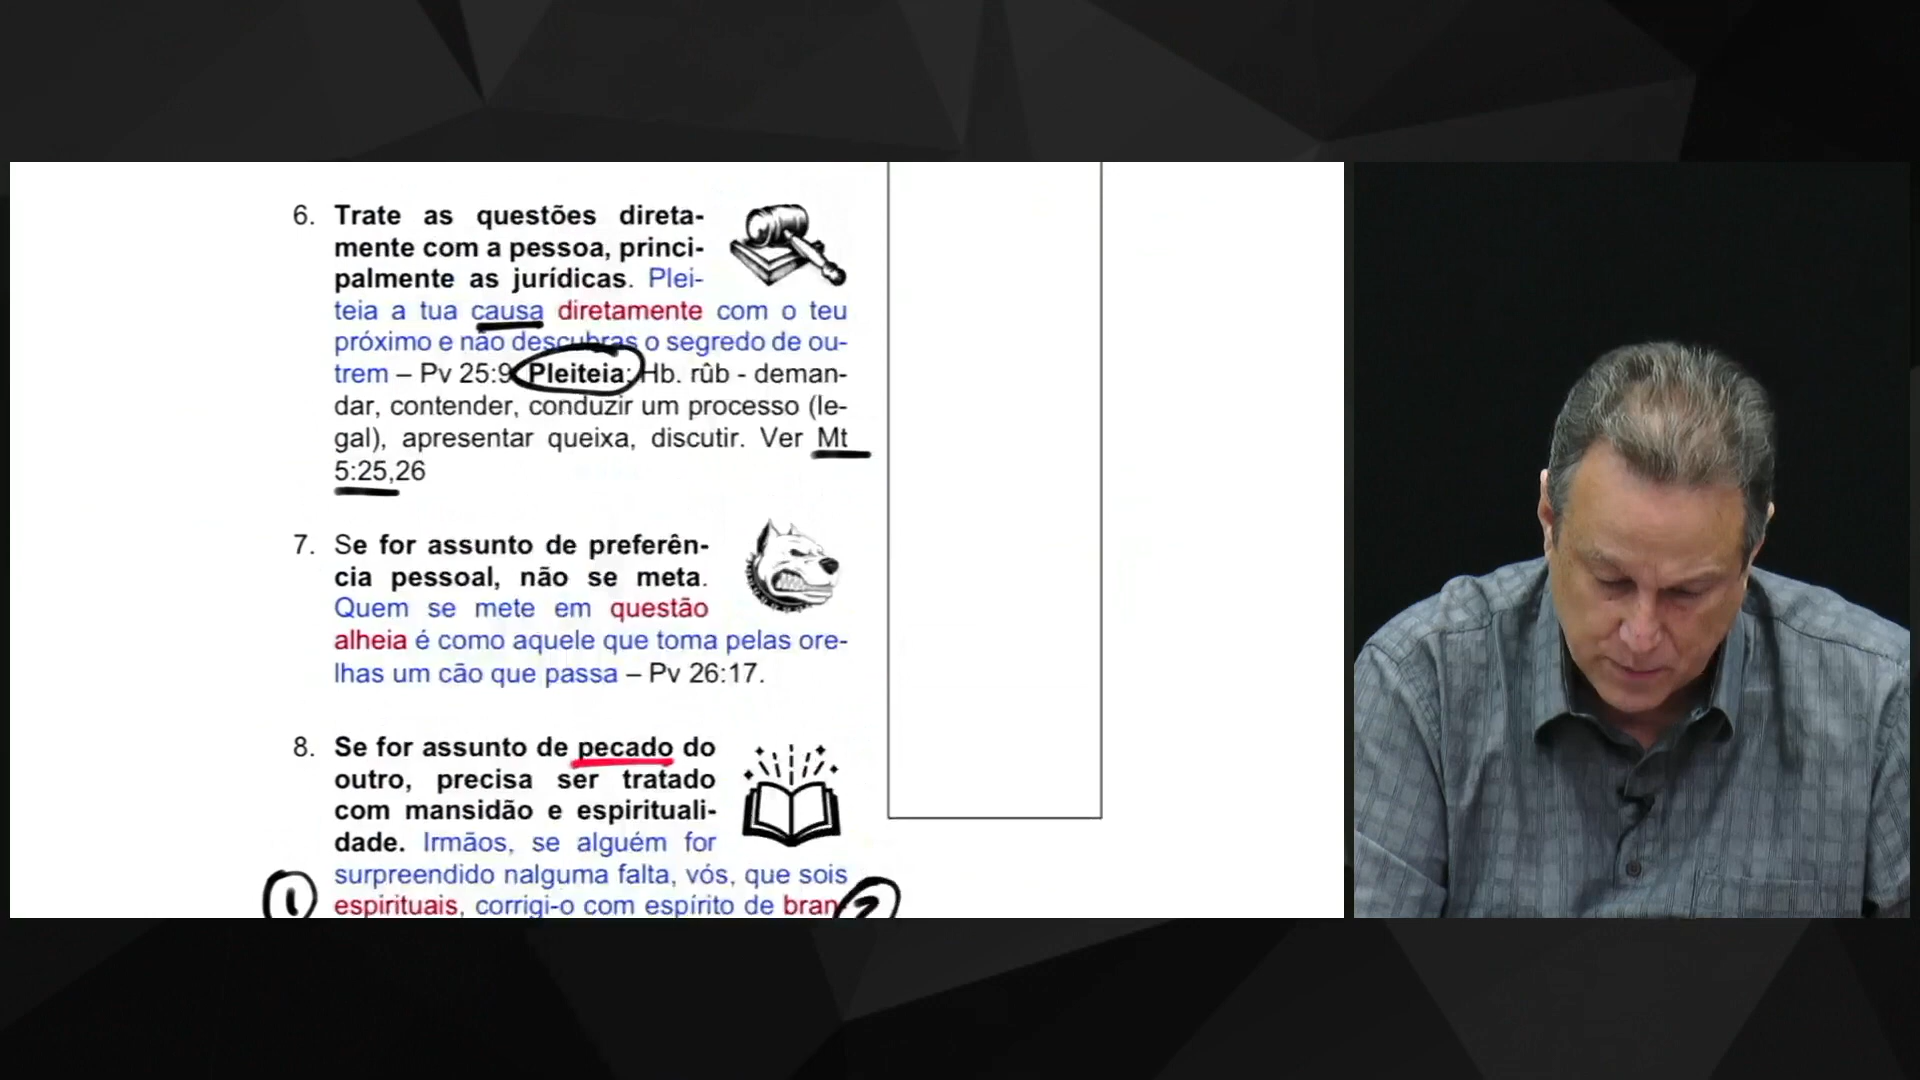 6. Trate as questões direta-
mente com a pessoa, princi-
palmente as jurídicas. Plei-
teia a tua causa diretamente com o teu
próximo e não descubras o segredo de ou-
trem – Pv 25:9 Pleiteia: Hb. rûb - deman-
dar, contender, conduzir um processo (le-
gal), apresentar queixa, discutir. Ver Mt
5:25,26
7. Se for assunto de preferên-
cia pessoal, não se meta.
Quem se mete em questão
alheia é como aquele que toma pelas ore-
lhas um cão que passa – Pv 26:17.
8. Se for assunto de pecado do
outro, precisa ser tratado
com mansidão e espirituali-
dade. Irmãos, se alguém for
surpreendido nalguma falta, vós, que sois
1 espirituais, corrigi-o com espírito de bran 2